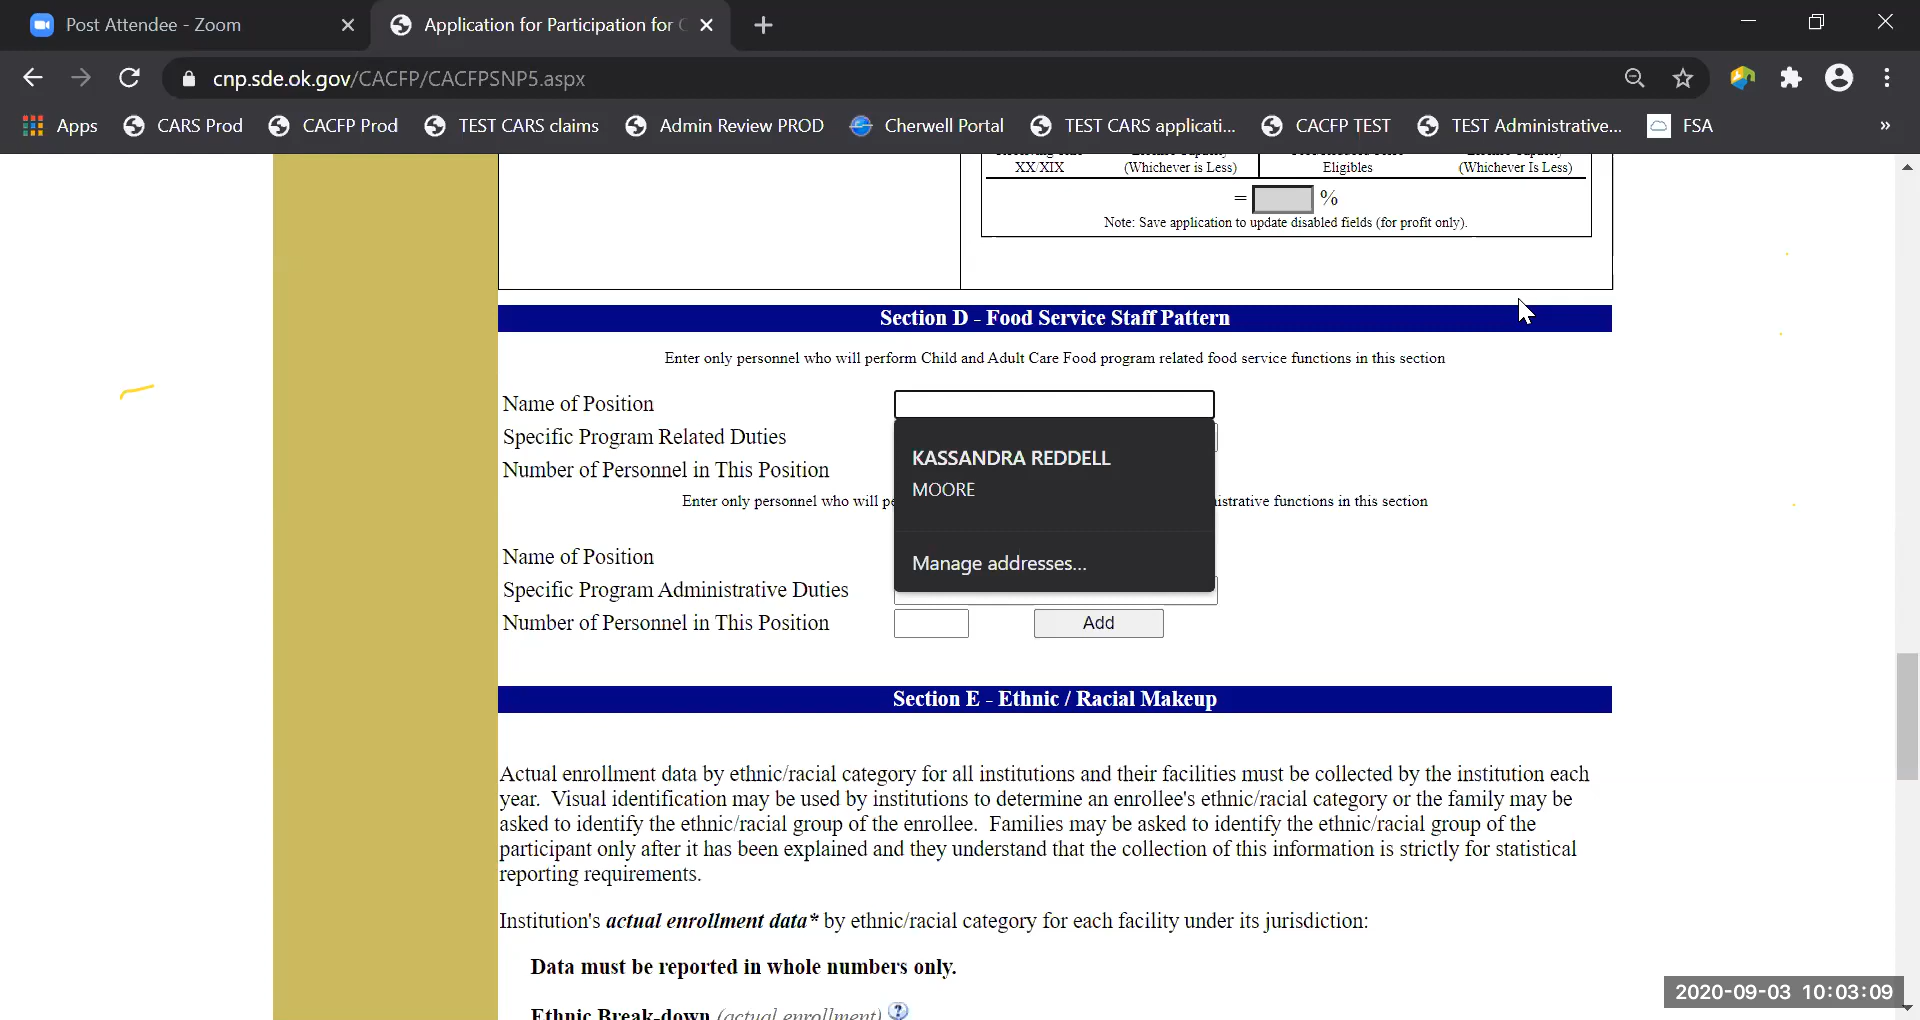 Post Attendee - Zoom
Application for Participation for
cnp.sde.ok.gov/CACFP/CACFPSNP5.aspx
Apps CARS Prod CACFP Prod TEST CARS claims Admin Review PROD Cherwell Portal TEST CARS applicati... CACFP TEST TEST Administrative... FSA »
XX/XIX (Whichever is Less) Eligibles (Whichever Is Less)
= %
Note: Save application to update disabled fields (for profit only).
Section D - Food Service Staff Pattern
Enter only personnel who will perform Child and Adult Care Food program related food service functions in this section
Name of Position
Specific Program Related Duties
KASSANDRA REDDELL
Number of Personnel in This Position
MOORE
Enter only personnel who will istrative functions in this section
Name of Position
Manage addresses...
Specific Program Administrative Duties
Number of Personnel in This Position Add
Section E - Ethnic / Racial Makeup
Actual enrollment data by ethnic/racial category for all institutions and their facilities must be collected by the institution each
year. Visual identification may be used by institutions to determine an enrollee's ethnic/racial category or the family may be
asked to identify the ethnic/racial group of the enrollee. Families may be asked to identify the ethnic/racial group of the
participant only after it has been explained and they understand that the collection of this information is strictly for statistical
reporting requirements.
Institution's actual enrollment data* by ethnic/racial category for each facility under its jurisdiction:
Data must be reported in whole numbers only.
Ethnic Break-down (actual enrollment) ?
2020-09-03 10:03:09